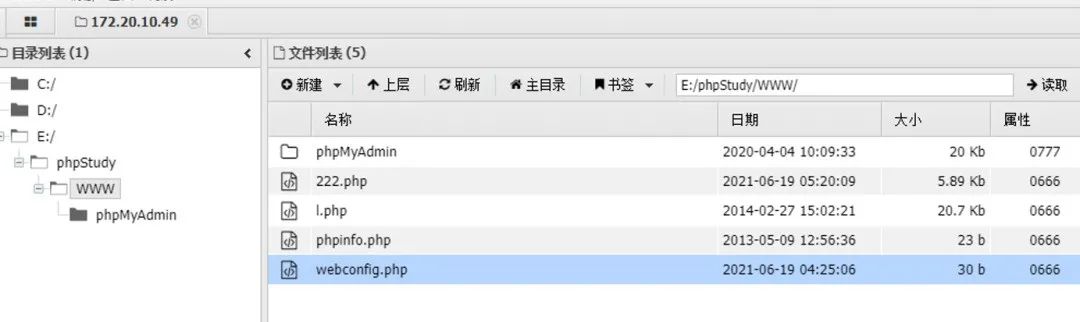 172.20.10.49
目录列表 (1)
文件列表 (5)
新建 上层 刷新 主目录 书签 E:/phpStudy/WWW/ 读取
C:/
D:/
E:/
phpStudy
WWW
phpMyAdmin
名称 日期 大小 属性
phpMyAdmin 2020-04-04 10:09:33 20 Kb 0777
222.php 2021-06-19 05:20:09 5.89 Kb 0666
l.php 2014-02-27 15:02:21 20.7 Kb 0666
phpinfo.php 2013-05-09 12:56:36 23 b 0666
webconfig.php 2021-06-19 04:25:06 30 b 0666